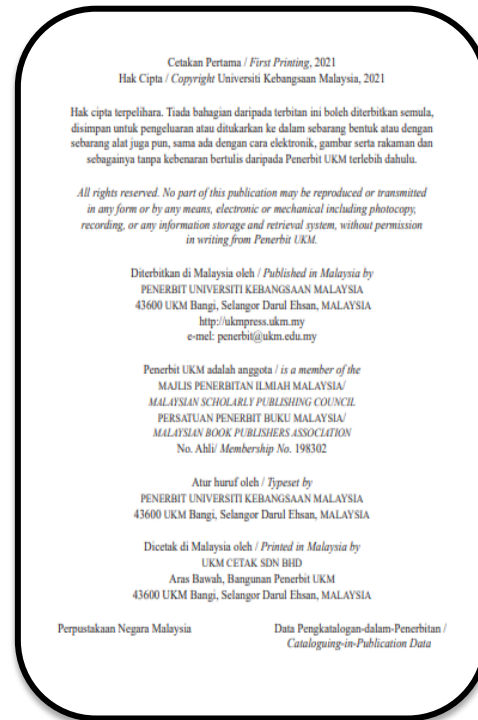 Cetakan Pertama / First Printing, 2021
Hak Cipta / Copyright Universiti Kebangsaan Malaysia, 2021
Hak cipta terpelihara. Tiada bahagian daripada terbitan ini boleh diterbitkan semula,
disimpan untuk pengeluaran atau ditukarkan ke dalam sebarang bentuk atau dengan
sebarang alat juga pun, sama ada dengan cara elektronik, gambar serta rakaman dan
sebagainya tanpa kebenaran bertulis daripada Penerbit UKM terlebih dahulu.
All rights reserved. No part of this publication may be reproduced or transmitted
in any form or by any means, electronic or mechanical including photocopy,
recording, or any information storage and retrieval system, without permission
in writing from Penerbit UKM.
Diterbitkan di Malaysia oleh / Published in Malaysia by
PENERBIT UNIVERSITI KEBANGSAAN MALAYSIA
43600 UKM Bangi, Selangor Darul Ehsan, MALAYSIA
http://ukmpress.ukm.my
e-mel: penerbit@ukm.edu.my
Penerbit UKM adalah anggota / is a member of the
MAJLIS PENERBITAN ILMIAH MALAYSIA/
MALAYSIAN SCHOLARLY PUBLISHING COUNCIL
PERSATUAN PENERBIT BUKU MALAYSIA/
MALAYSIAN BOOK PUBLISHERS ASSOCIATION
No. Ahli/ Membership No. 198302
Atur huruf oleh / Typeset by
PENERBIT UNIVERSITI KEBANGSAAN MALAYSIA
43600 UKM Bangi, Selangor Darul Ehsan, MALAYSIA
Dicetak di Malaysia oleh / Printed in Malaysia by
UKM CETAK SDN BHD
Aras Bawah, Bangunan Penerbit UKM
43600 UKM Bangi, Selangor Darul Ehsan, MALAYSIA
Perpustakaan Negara Malaysia Data Pengkatalogan-dalam-Penerbitan /
Cataloguing-in-Publication Data